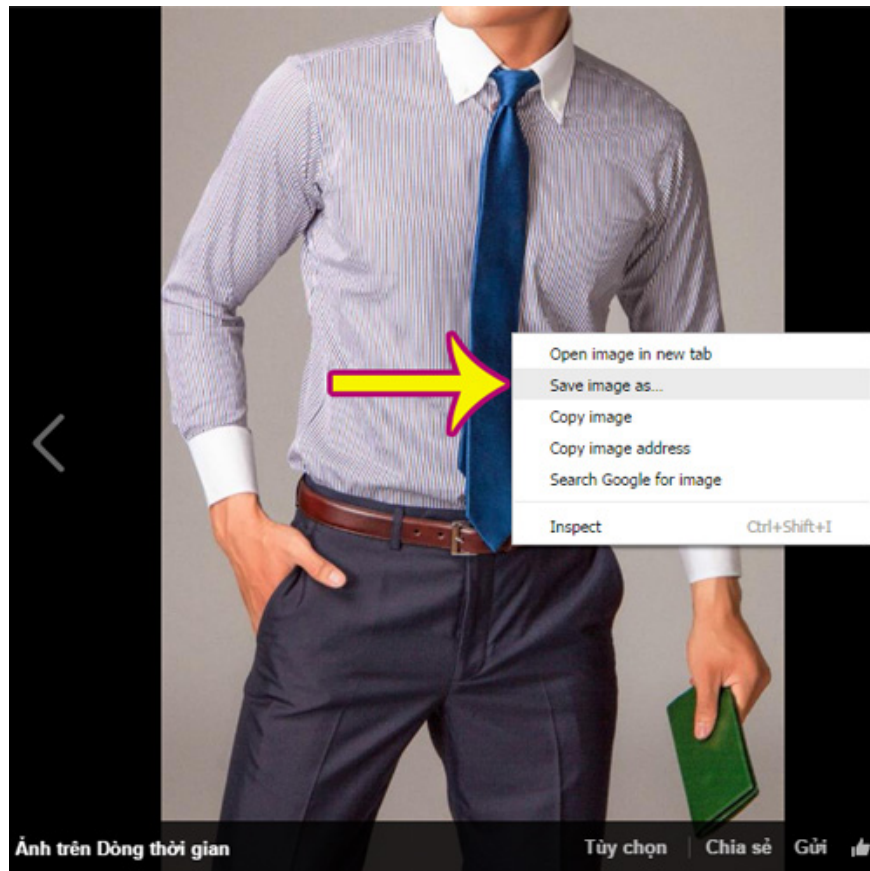 Open image in new tab
Save image as...
Copy image
Copy image address
Search Google for image
Inspect Ctrl+Shift+I
Ảnh trên Dòng thời gian Tùy chọn Chia sẻ Gửi